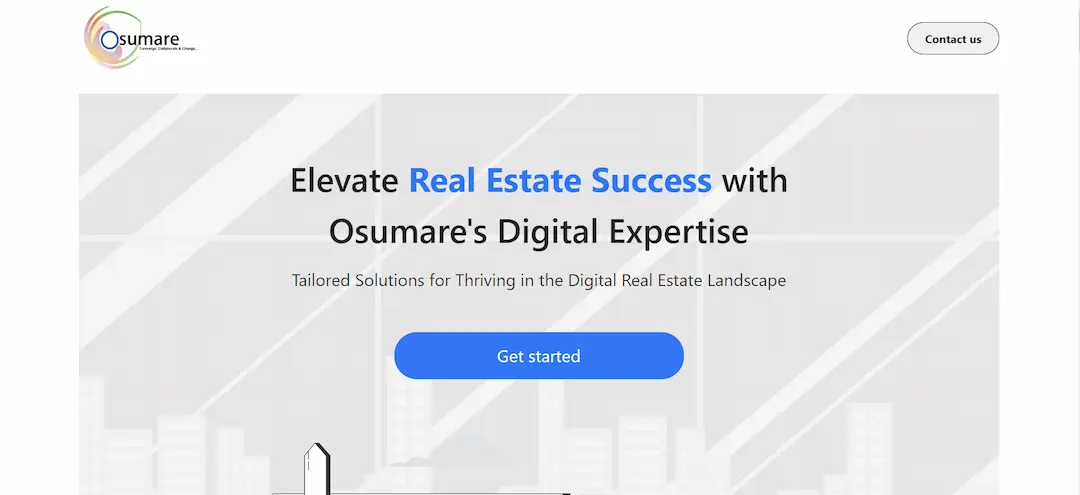 Osumare
Converge, Collaborate & Change...
Contact us
Elevate Real Estate Success with
Osumare's Digital Expertise
Tailored Solutions for Thriving in the Digital Real Estate Landscape
Get started